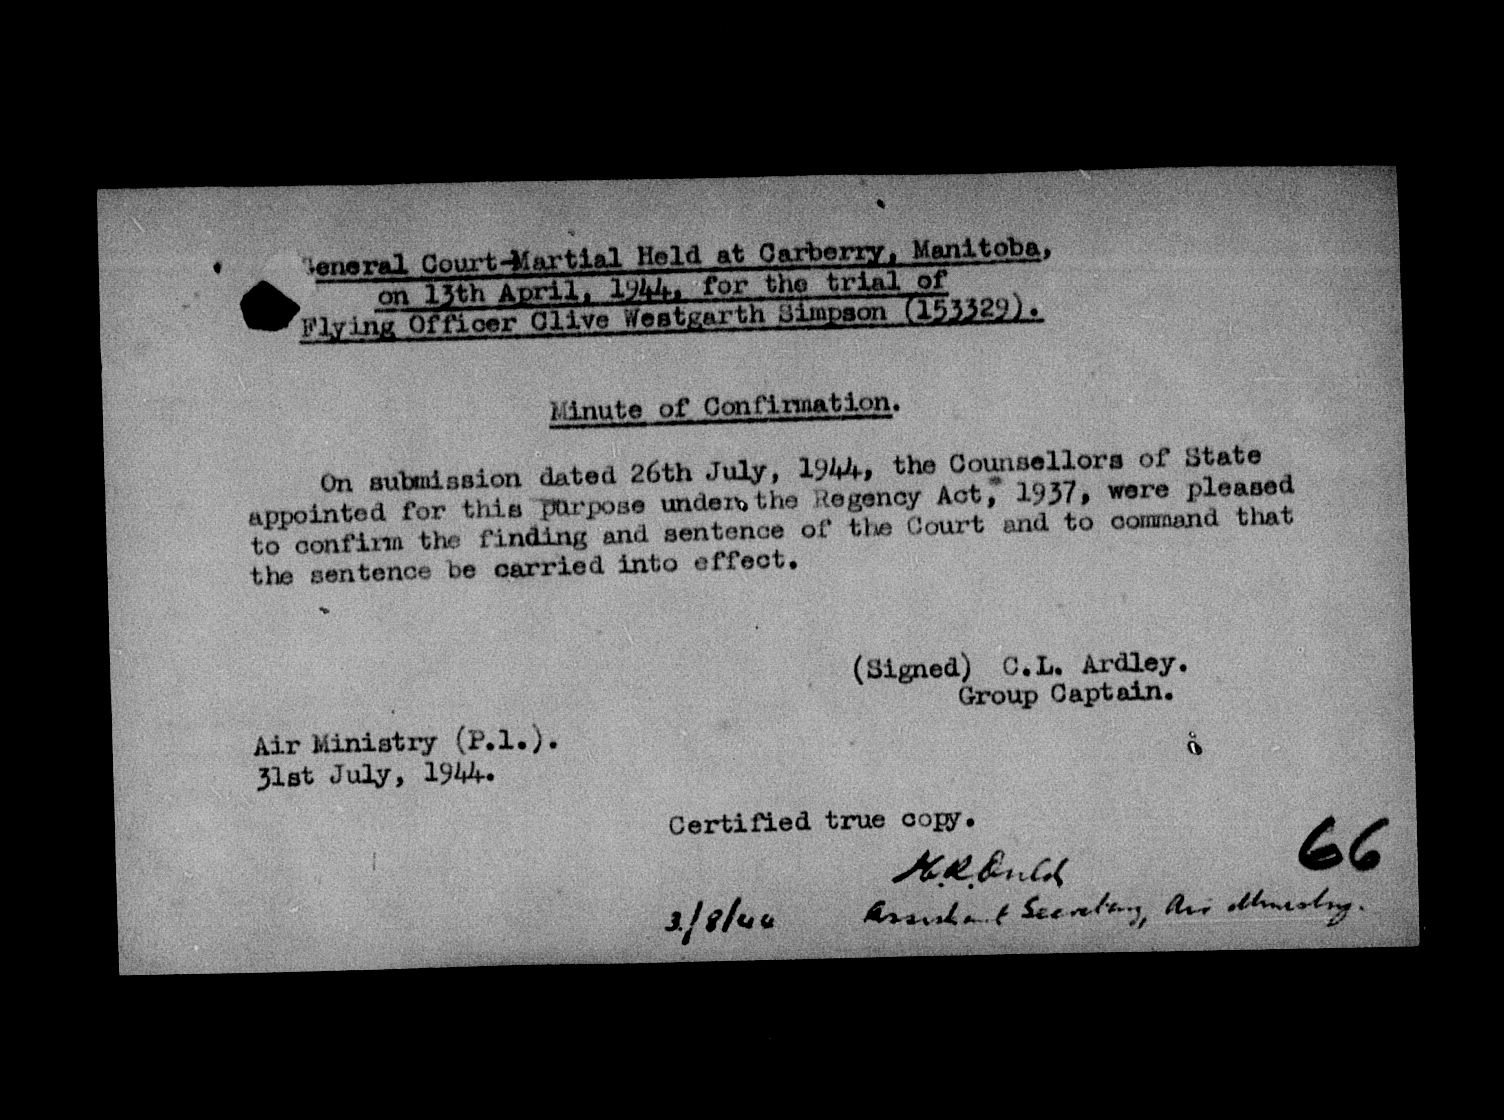 General Court-Martial Held at Carberry, Manitoba,
on 13th April, 1944, for the trial of
Flying Officer Clive Westgarth Simpson (153329).
Minute of Confirmation.
On submission dated 26th July, 1944, the Counsellors of State
appointed for this purpose under the Regency Act, 1937, were pleased
to confirm the finding and sentence of the Court and to command that
the sentence be carried into effect.
(Signed) C.L. Ardley.
Group Captain.
Air Ministry (P.1.).
31st July, 1944.
Certified true copy.
H.R.
66
3/8/44 Assistant Secretary, Air Ministry.